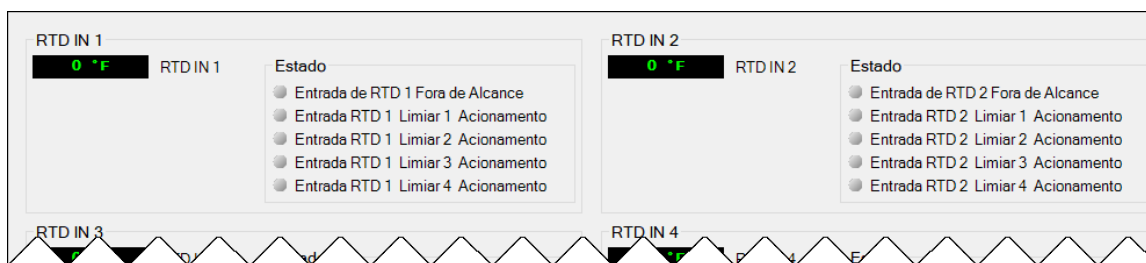 RTD IN 1
0 °F RTD IN 1
Estado
Entrada de RTD 1 Fora de Alcance
Entrada RTD 1 Limiar 1 Acionamento
Entrada RTD 1 Limiar 2 Acionamento
Entrada RTD 1 Limiar 3 Acionamento
Entrada RTD 1 Limiar 4 Acionamento
RTD IN 2
0 °F RTD IN 2
Estado
Entrada de RTD 2 Fora de Alcance
Entrada RTD 2 Limiar 1 Acionamento
Entrada RTD 2 Limiar 2 Acionamento
Entrada RTD 2 Limiar 3 Acionamento
Entrada RTD 2 Limiar 4 Acionamento
RTD IN 3
RTD IN 4